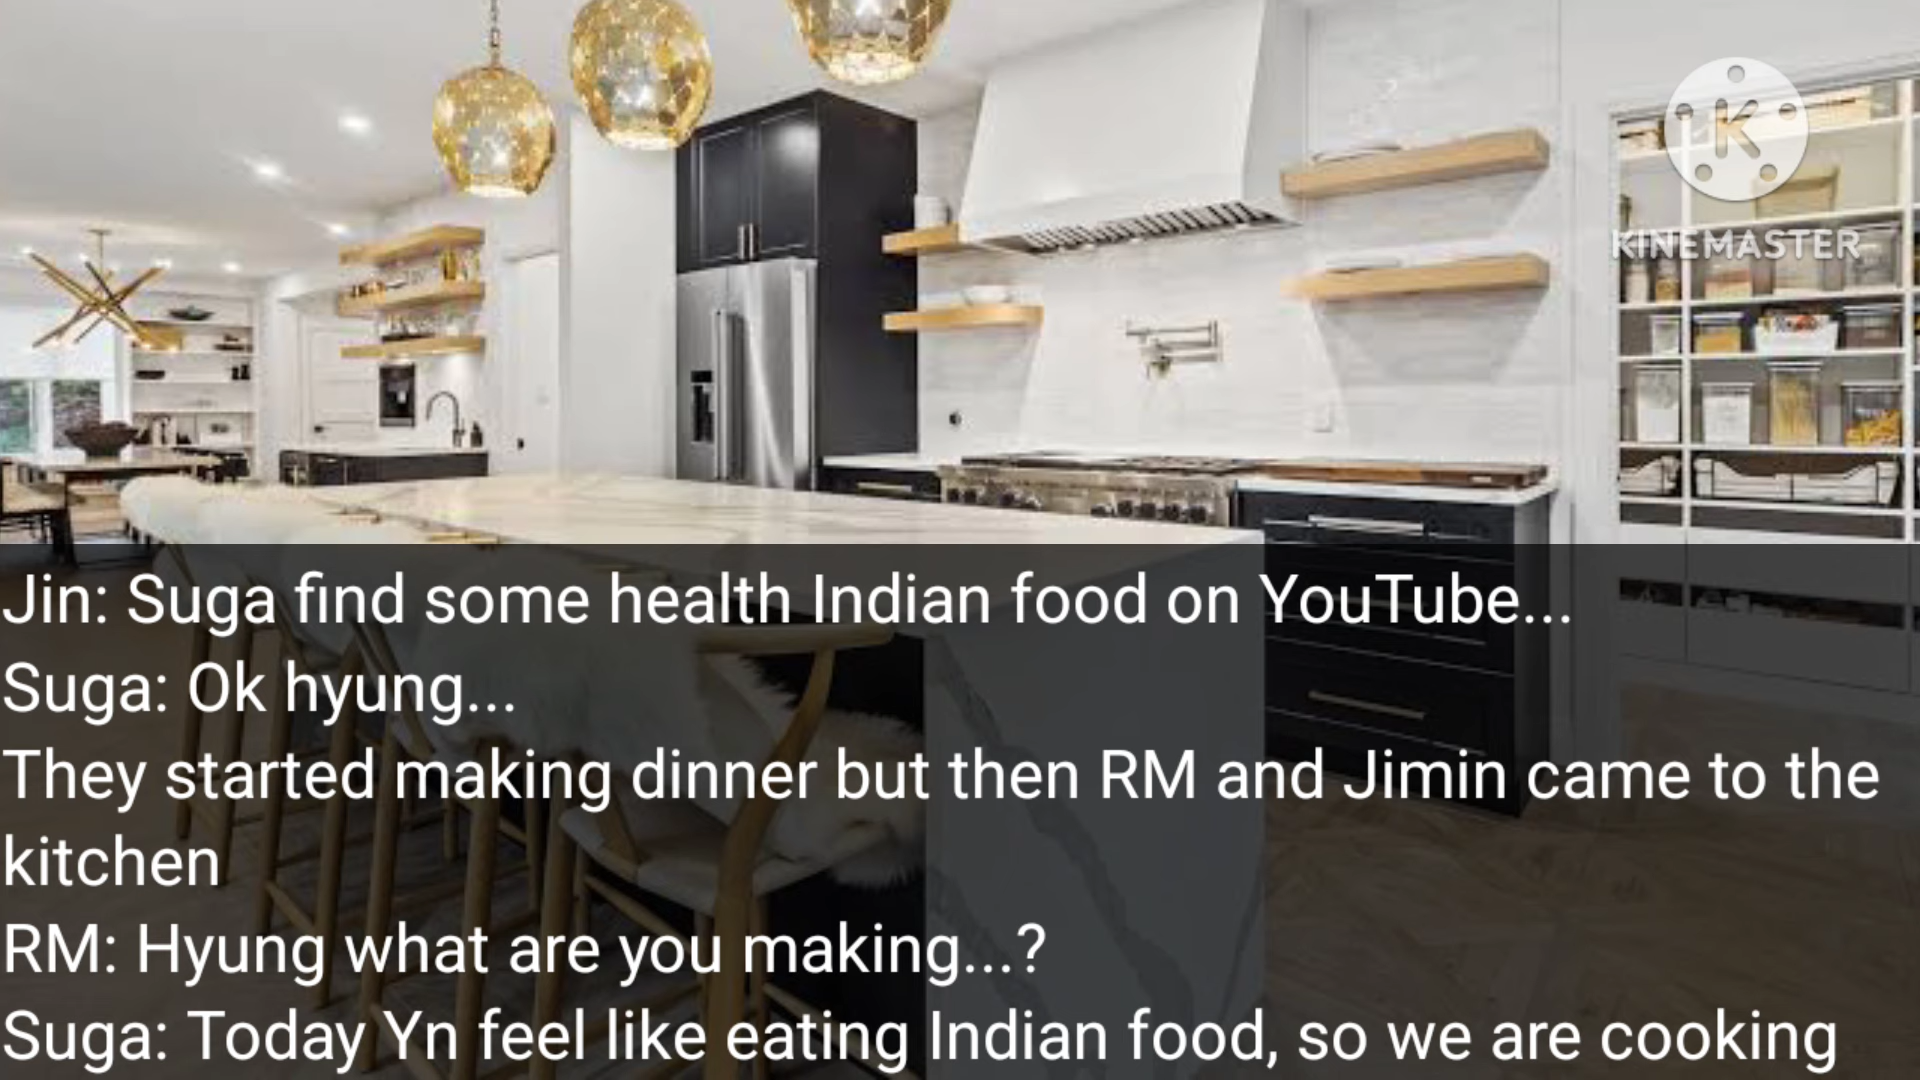 K
KINEMASTER
Jin: Suga find some health Indian food on YouTube...
Suga: Ok hyung...
They started making dinner but then RM and Jimin came to the
kitchen
RM: Hyung what are you making...?
Suga: Today Yn feel like eating Indian food, so we are cooking